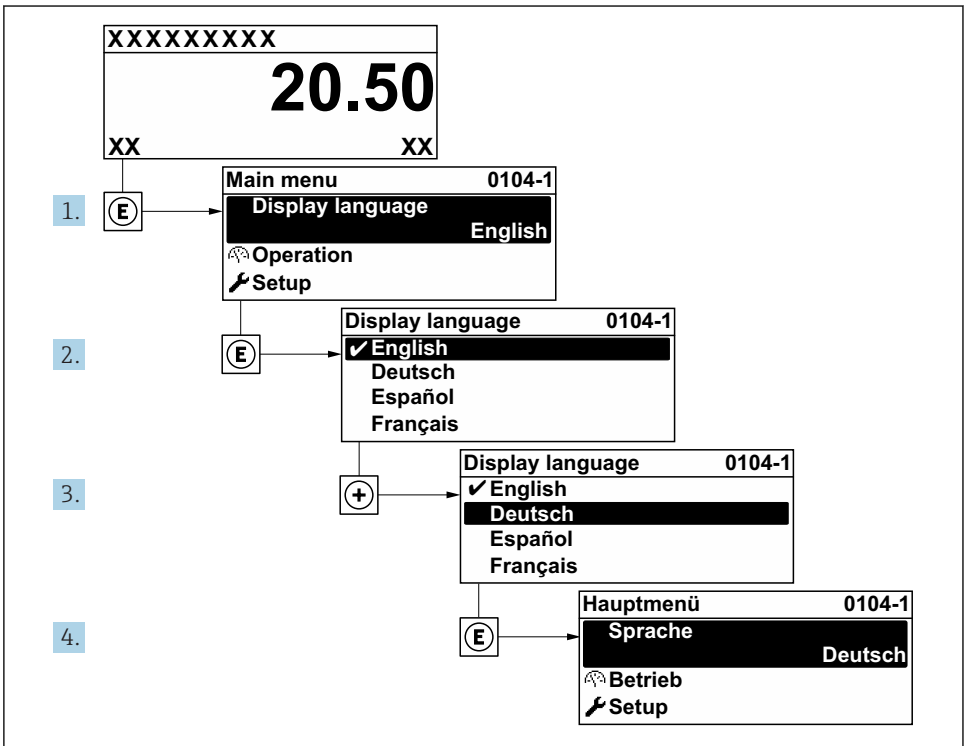 XXXXXXXXX
20.50
XX XX
1. E
Main menu 0104-1
Display language
English
Operation
Setup
2. E
Display language 0104-1
✔ English
Deutsch
Español
Français
3. +
Display language 0104-1
✔ English
Deutsch
Español
Français
4. E
Hauptmenü 0104-1
Sprache
Deutsch
Betrieb
Setup